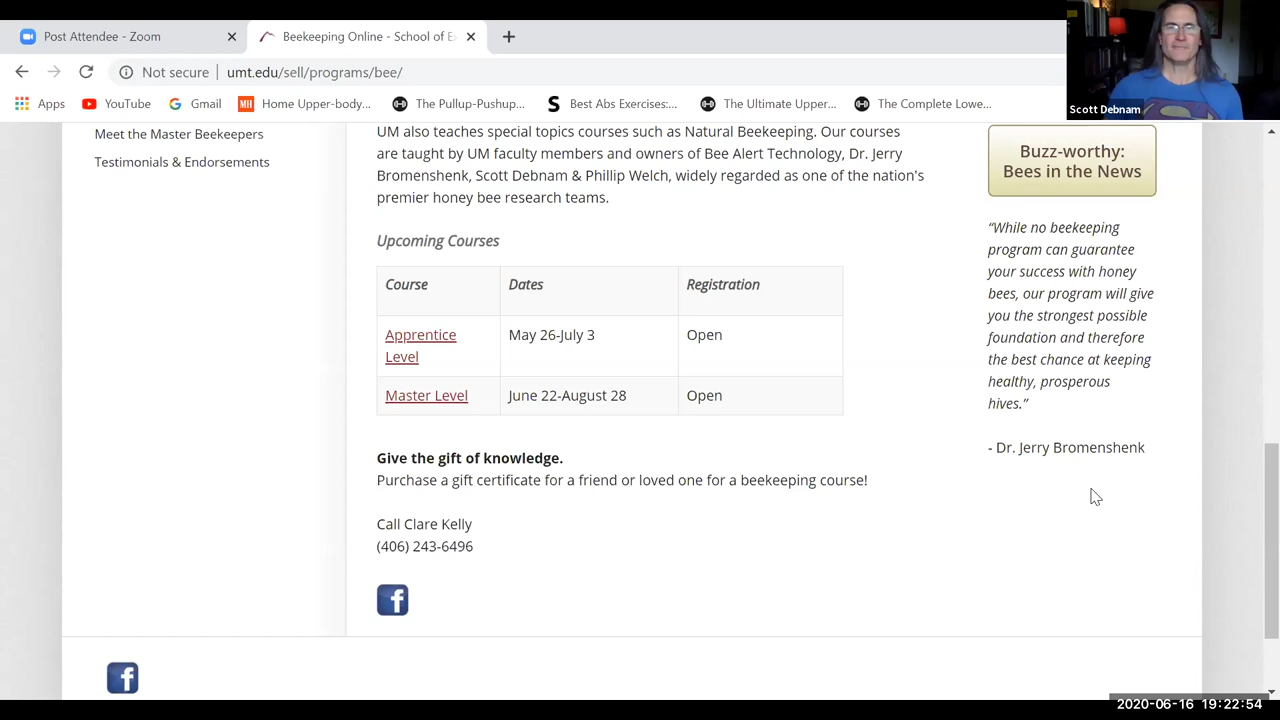 Post Attendee - Zoom
Beekeeping Online - School of E
Not secure
umt.edu/sell/programs/bee/
Apps
YouTube
Gmail
MH
Home Upper-body...
The Pullup-Pushup...
S
Best Abs Exercises:...
The Ultimate Upper...
The Complete Lowe...
Scott Debnam
Meet the Master Beekeepers
Testimonials & Endorsements
UM also teaches special topics courses such as Natural Beekeeping. Our courses
are taught by UM faculty members and owners of Bee Alert Technology, Dr. Jerry
Bromenshenk, Scott Debnam & Phillip Welch, widely regarded as one of the nation's
premier honey bee research teams.
Upcoming Courses
Course Dates Registration
Apprentice
Level
May 26-July 3 Open
Master Level June 22-August 28 Open
Give the gift of knowledge.
Purchase a gift certificate for a friend or loved one for a beekeeping course!
Call Clare Kelly
(406) 243-6496
f
f
Buzz-worthy:
Bees in the News
“While no beekeeping
program can guarantee
your success with honey
bees, our program will give
you the strongest possible
foundation and therefore
the best chance at keeping
healthy, prosperous
hives.”
- Dr. Jerry Bromenshenk
2020-06-16 19:22:54